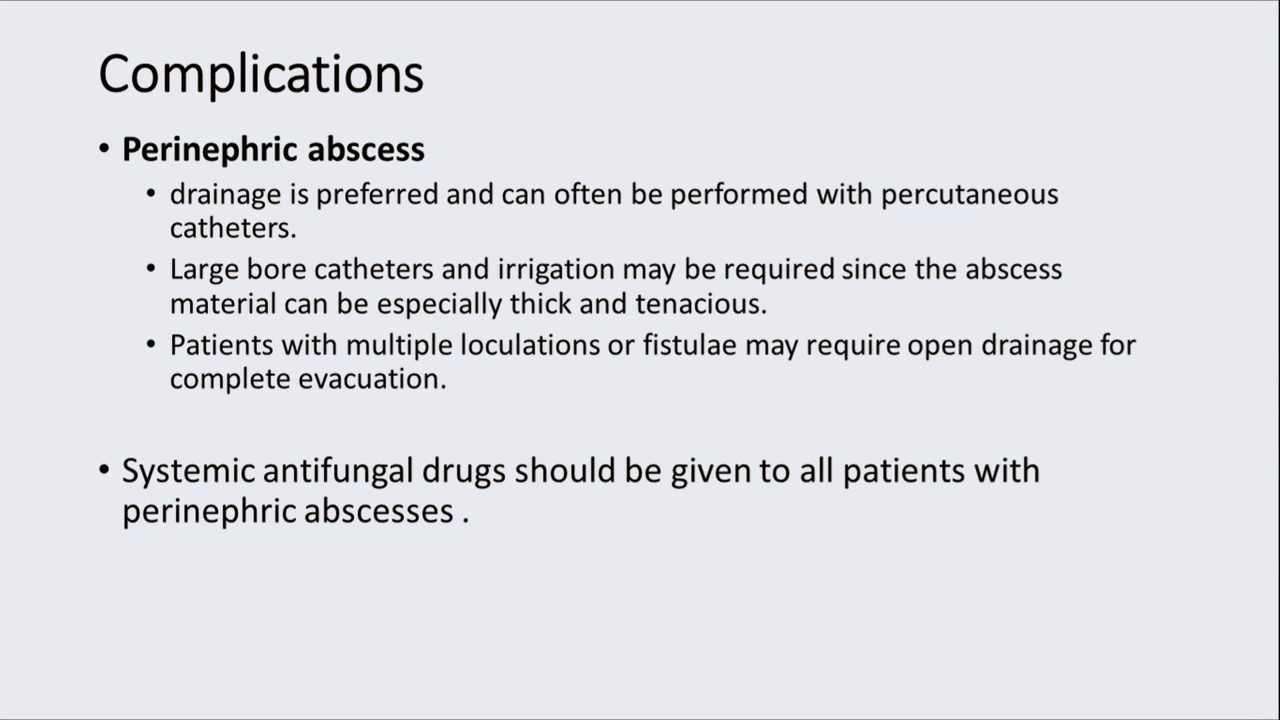 Complications
• Perinephric abscess
• drainage is preferred and can often be performed with percutaneous
catheters.
• Large bore catheters and irrigation may be required since the abscess
material can be especially thick and tenacious.
• Patients with multiple loculations or fistulae may require open drainage for
complete evacuation.
• Systemic antifungal drugs should be given to all patients with
perinephric abscesses .